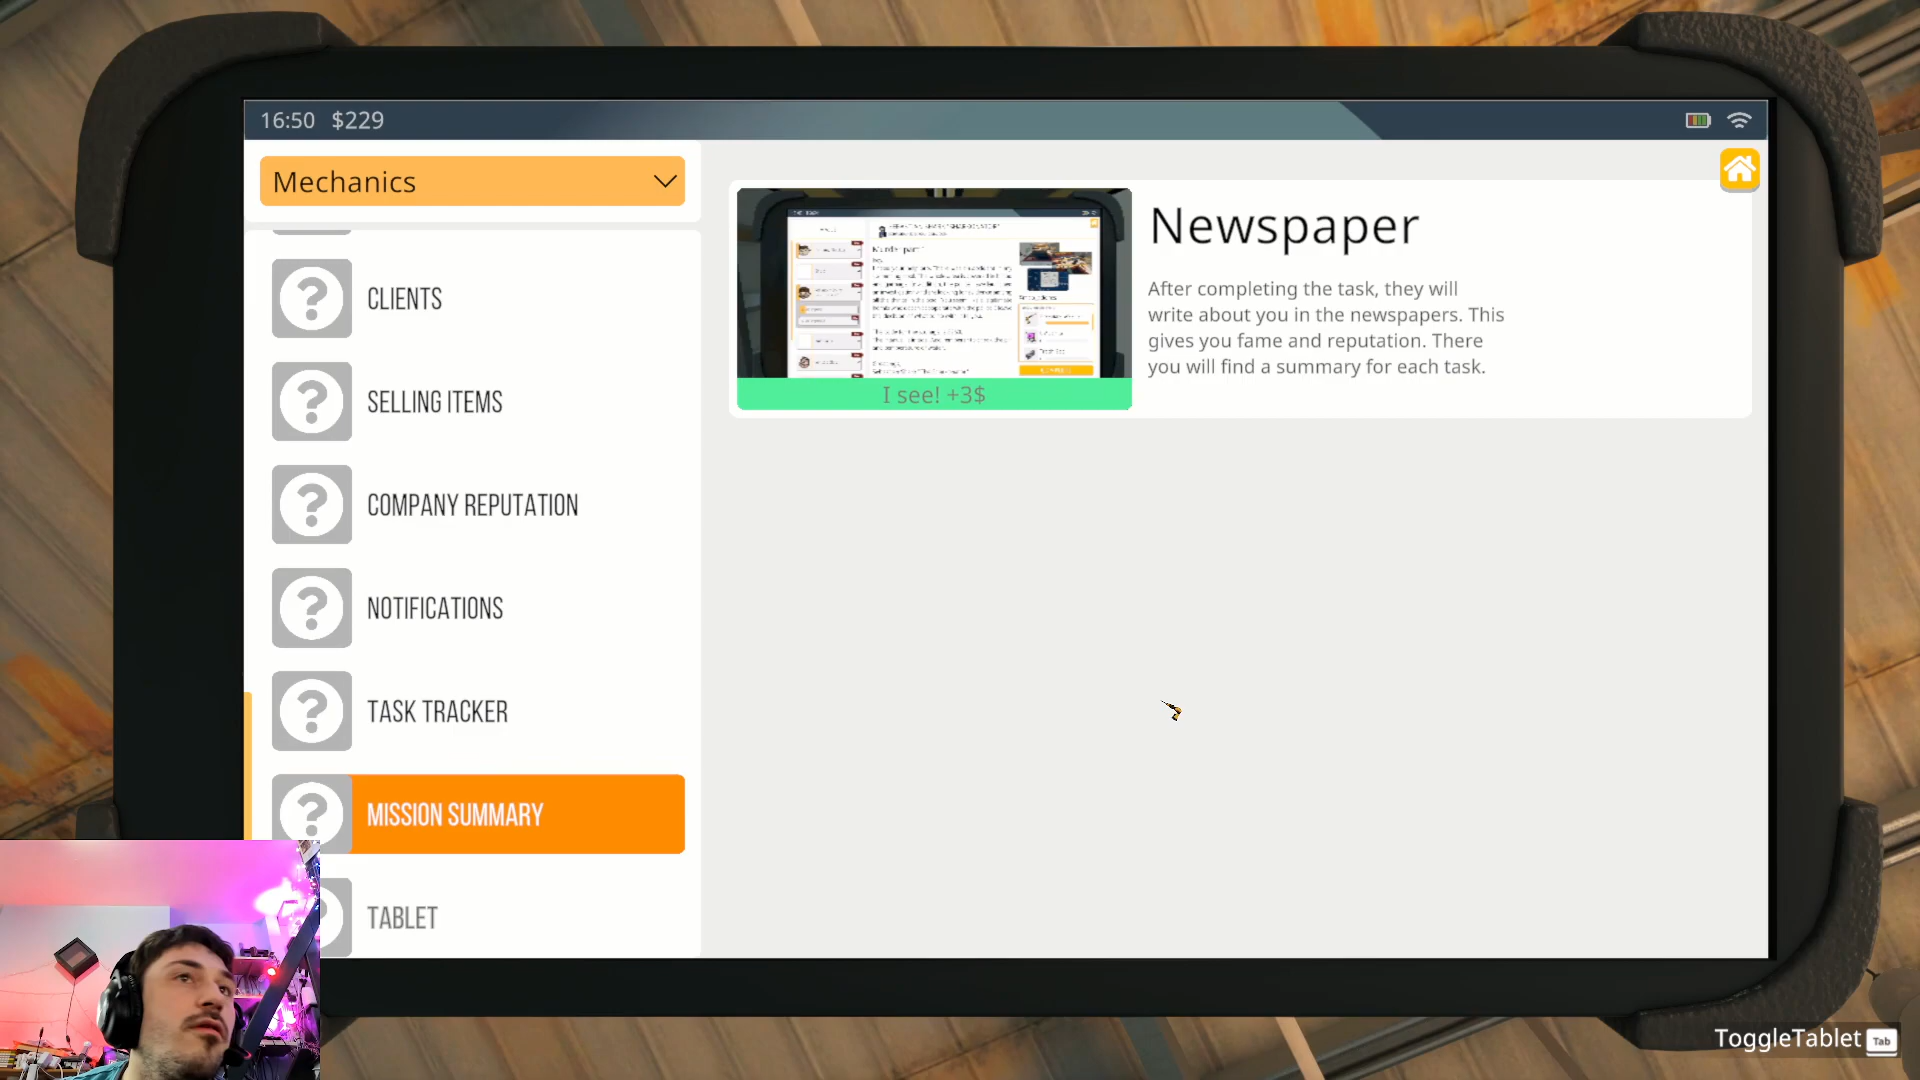 16:50 $229
Mechanics
CLIENTS
SELLING ITEMS
COMPANY REPUTATION
NOTIFICATIONS
TASK TRACKER
MISSION SUMMARY
TABLET
I see! +3$
Newspaper
After completing the task, they will
write about you in the newspapers. This
gives you fame and reputation. There
you will find a summary for each task.
ToggleTablet Tab